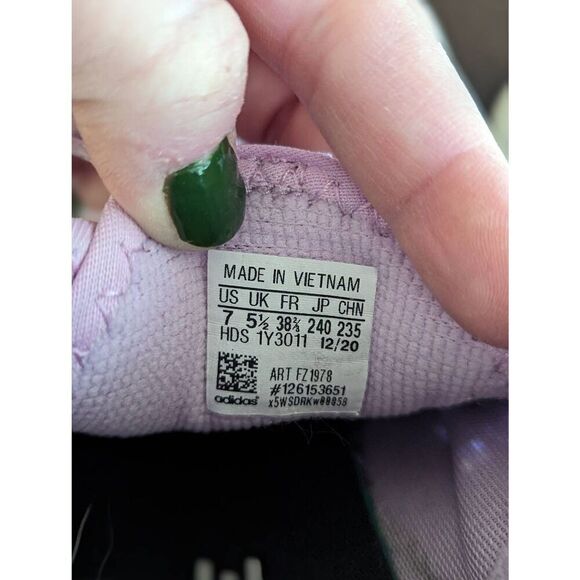 MADE IN VIETNAM
US UK FR JP CHN
7 5½ 38⅔ 240 235
HDS 1Y3011 12/20
ART FZ1978
#126153651
adidas x5WSDRKw00058